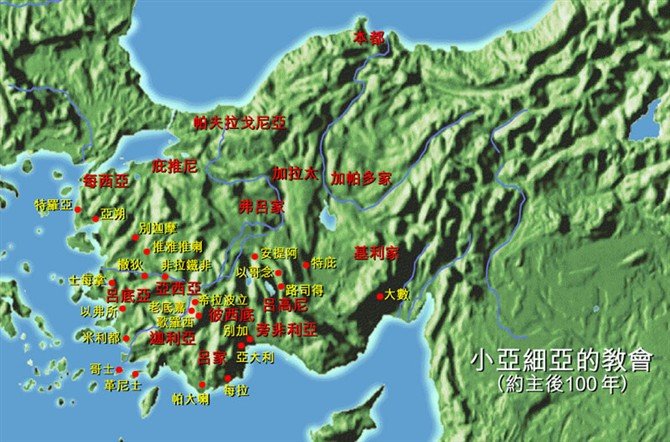 本都
帕夫拉戈尼亞
庇推尼
加拉太
加帕多家
每西亞
特羅亞
亞朔
弗呂家
別迦摩
推雅推喇
安提阿
基利家
撒狄
非拉鐵非
以哥念
特庇
士每拿
呂底亞
亞西亞
路司得
大數
希拉波立
呂高尼
以弗所
老底嘉
彼西底
歌羅西
別加
旁非利亞
米利都
迦利亞
呂家
亞大利
小亞細亞的教會
哥士
革尼士
(約主後100年)
帕大喇
每拉